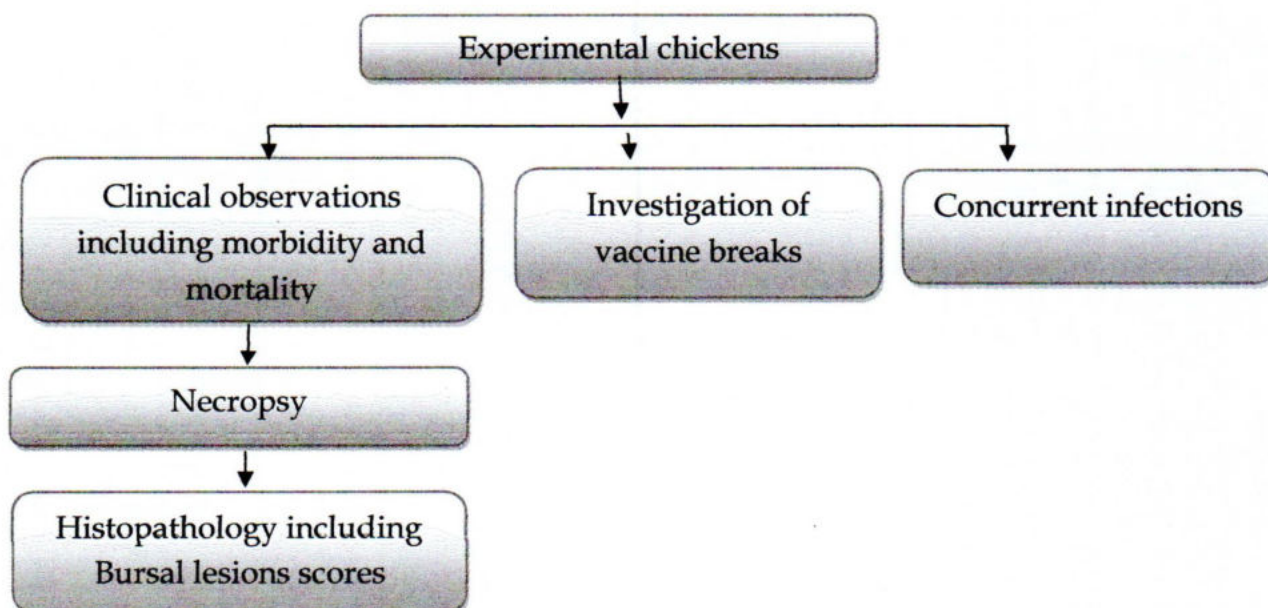 Experimental chickens
Clinical observations
including morbidity and
mortality
Investigation of
vaccine breaks
Concurrent infections
Necropsy
Histopathology including
Bursal lesions scores